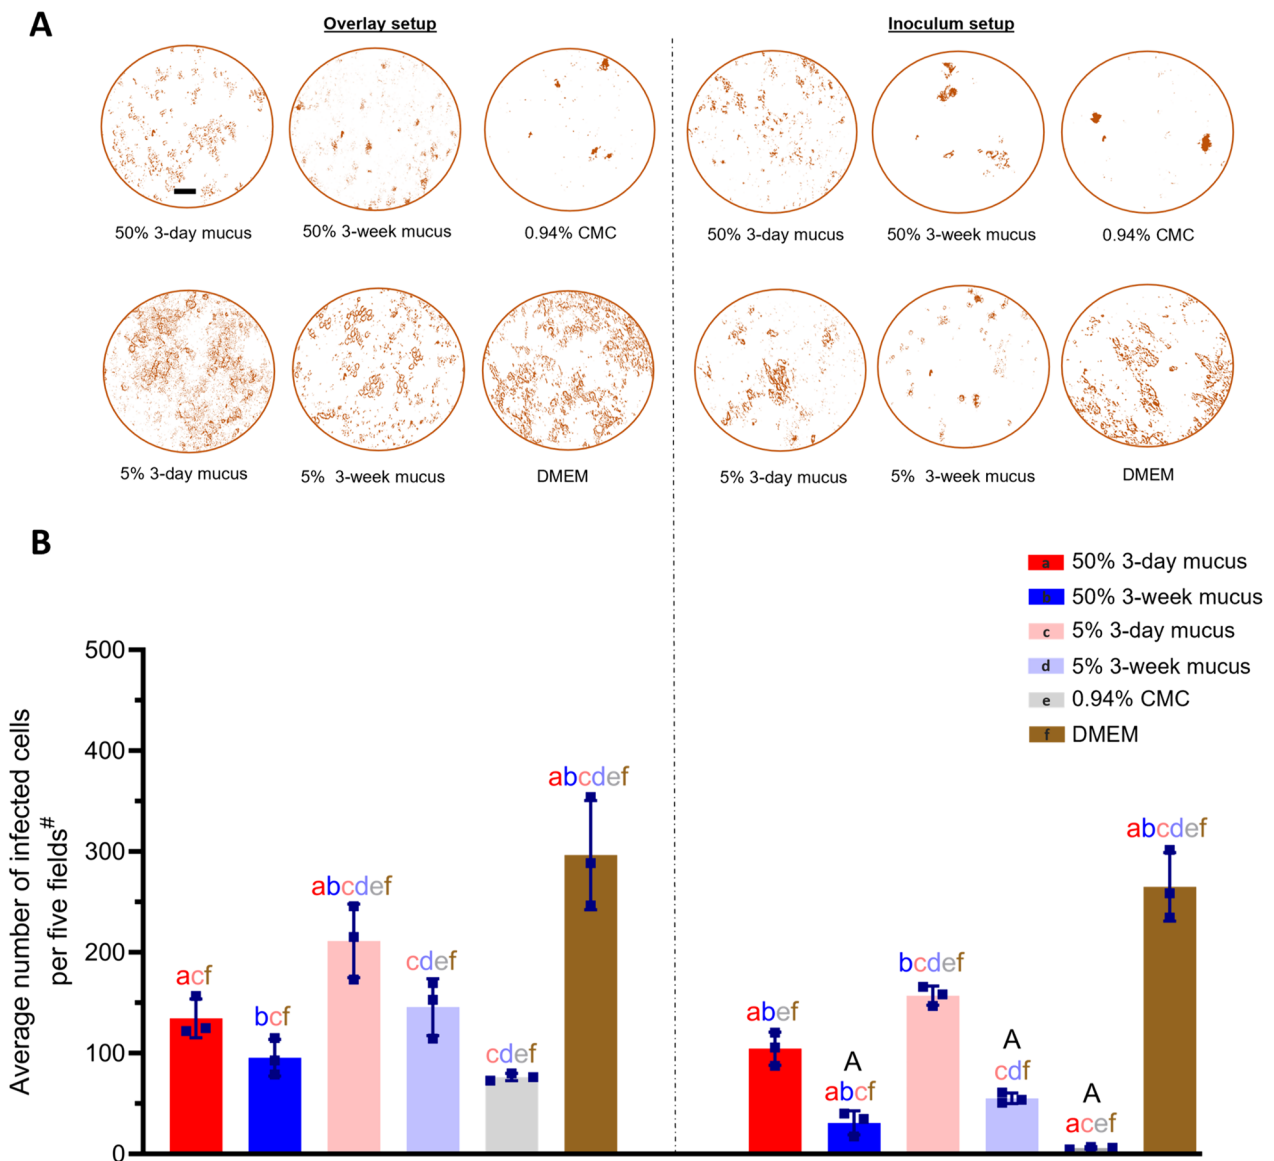 A
Overlay setup
Inoculum setup
50% 3-day mucus
50% 3-week mucus
0.94% CMC
50% 3-day mucus
50% 3-week mucus
0.94% CMC
5% 3-day mucus
5% 3-week mucus
DMEM
5% 3-day mucus
5% 3-week mucus
DMEM
B
a 50% 3-day mucus
b 50% 3-week mucus
c 5% 3-day mucus
d 5% 3-week mucus
e 0.94% CMC
f DMEM
Average number of infected cells
per five fields#
500
400
300
200
100
0
acf
bcf
abcdef
cdef
cdef
abcdef
abef
A
abcf
bcdef
A
cdf
A
acef
abcdef